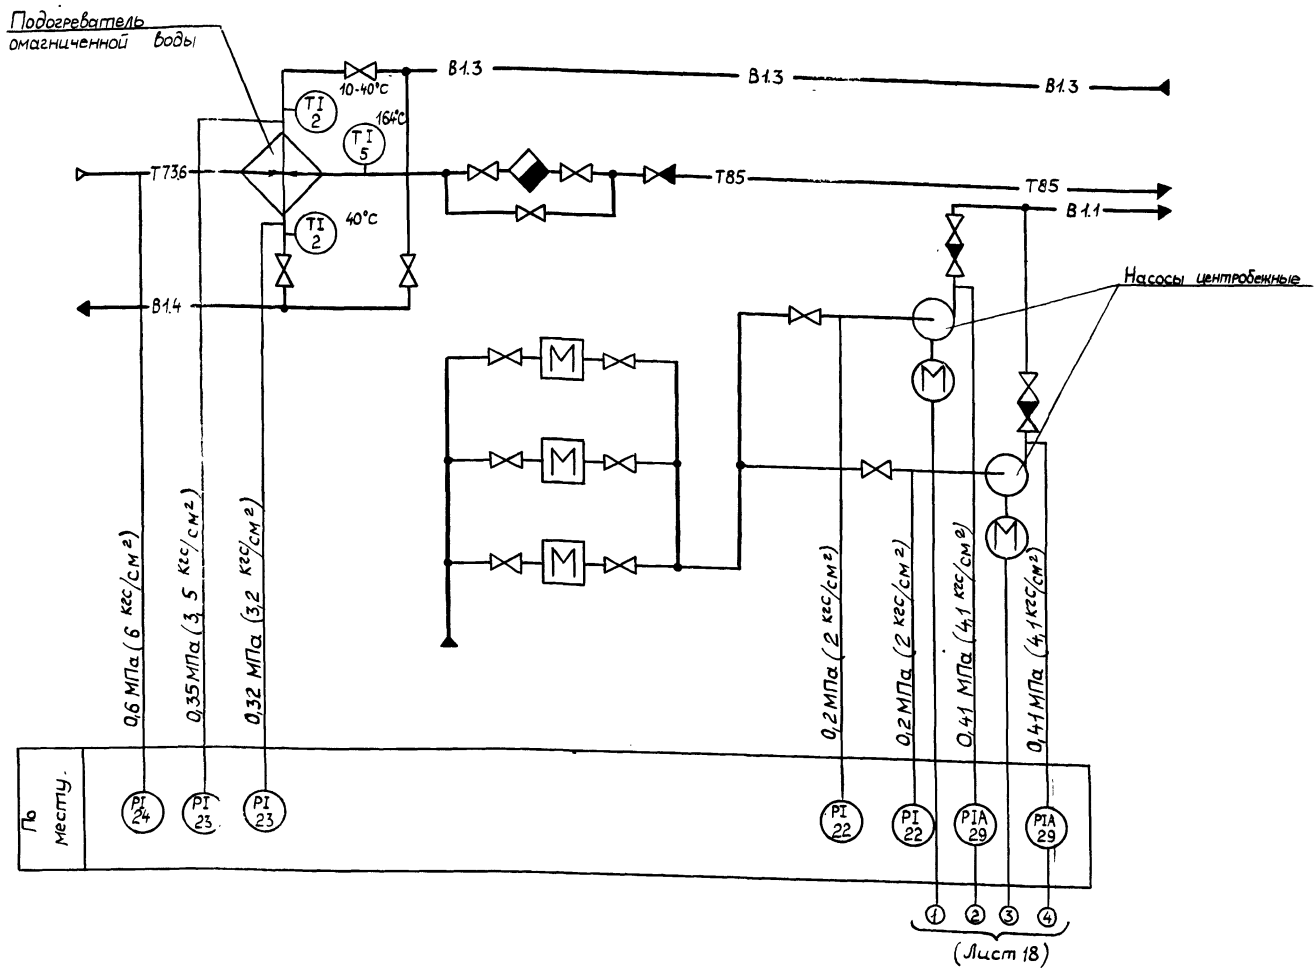 Подогреватель
омагниченной воды
В1.3
В1.3
В1.3
10-40°С
TI
2
164°С
TI
5
Т73,6
Т85
Т85
В1.1
TI
2
40°С
В1.4
Насосы центробежные
М
М
М
М
М
0,6 МПа (6 кгс/см²)
0,35 МПа (3,5 кгс/см²)
0,32 МПа (3,2 кгс/см²)
0,2 МПа (2 кгс/см²)
0,2 МПа (2 кгс/см²)
0,41 МПа (4,1 кгс/см²)
0,41 МПа (4,1 кгс/см²)
По
месту.
PI
24
PI
23
PI
23
PI
22
PI
22
PIA
29
PIA
29
1
2
3
4
(Лист 18)